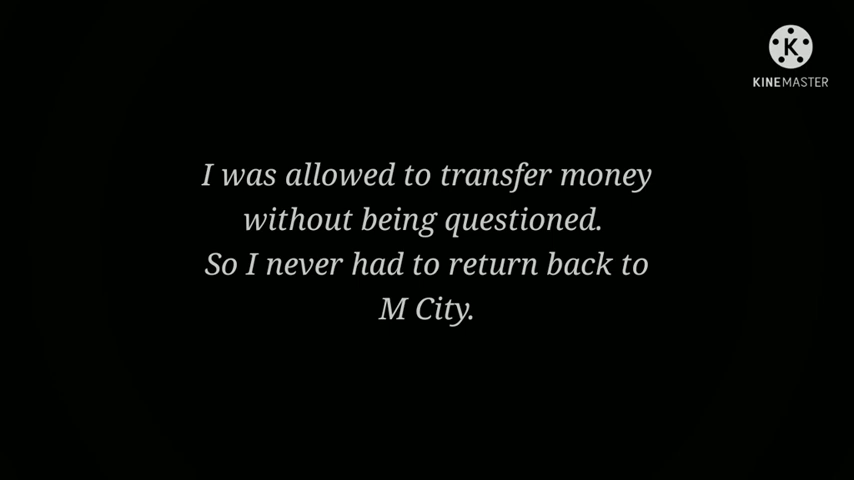 K
KINEMASTER
I was allowed to transfer money
without being questioned.
So I never had to return back to
M City.